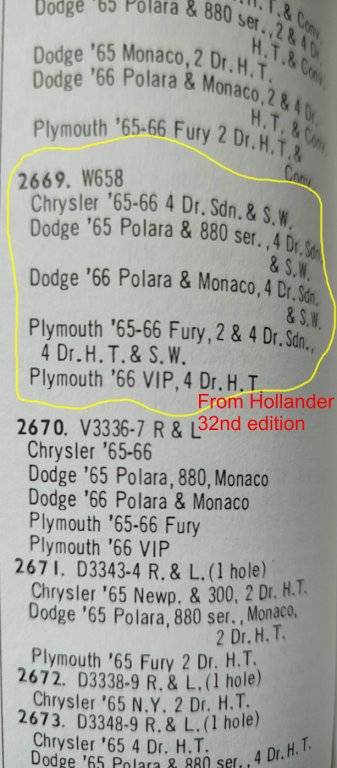 Dodge '65 Polara & 880 ser., 2 & 4 Dr.
H.T. & Conv.
Dodge '65 Monaco, 2 Dr. H.T.
Dodge '66 Polara & Monaco, 2 & 4 Dr.
H.T. & Conv.
Plymouth '65-66 Fury 2 Dr. H.T. &
Conv.
2669. W658
Chrysler '65-66 4 Dr. Sdn. & S.W.
Dodge '65 Polara & 880 ser., 4 Dr. Sdn.
& S.W.
Dodge '66 Polara & Monaco, 4 Dr. Sdn.
& S.W.
Plymouth '65-66 Fury, 2 & 4 Dr. Sdn.,
4 Dr. H.T. & S.W.
Plymouth '66 VIP, 4 Dr. H.T.
From Hollander
32nd edition
2670. V3336-7 R & L
Chrysler '65-66
Dodge '65 Polara, 880, Monaco
Dodge '66 Polara & Monaco
Plymouth '65-66 Fury
Plymouth '66 VIP
2671. D3343-4 R. & L. (1 hole)
Chrysler '65 Newp. & 300, 2 Dr. H.T.
Dodge '65 Polara, 880 ser., Monaco,
2 Dr. H.T.
Plymouth '65 Fury 2 Dr. H.T.
2672. D3338-9 R. & L. (1 hole)
Chrysler '65 N.Y. 2 Dr. H.T.
2673. D3348-9 R. & L. (1 hole)
Chrysler '65 4 Dr. H.T.
Dodge '65 Polara & 880 ser., 4 Dr. H.T.